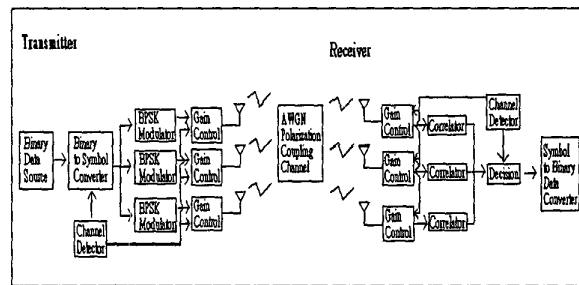 Transmitter
Receiver
Binary
Data
Source
Binary
to Symbol
Converter
Channel
Detector
BPSK
Modulator
BPSK
Modulator
BPSK
Modulator
Gain
Control
Gain
Control
Gain
Control
AWGN
Polarization
Coupling
Channel
Gain
Control
Gain
Control
Gain
Control
Correlator
Correlator
Correlator
Channel
Detector
Decision
Symbol
to Binary
Data
Converter